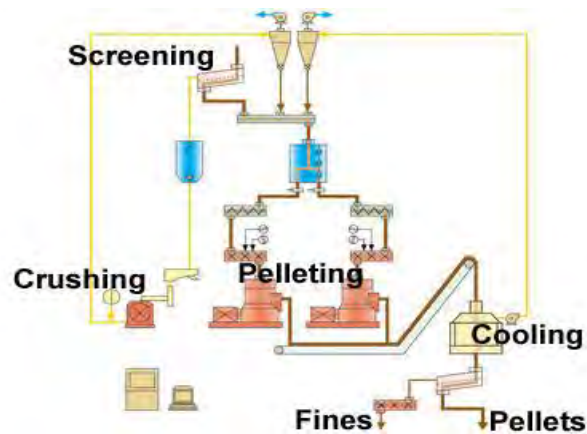 Screening
Crushing
Pelleting
Cooling
Fines
Pellets